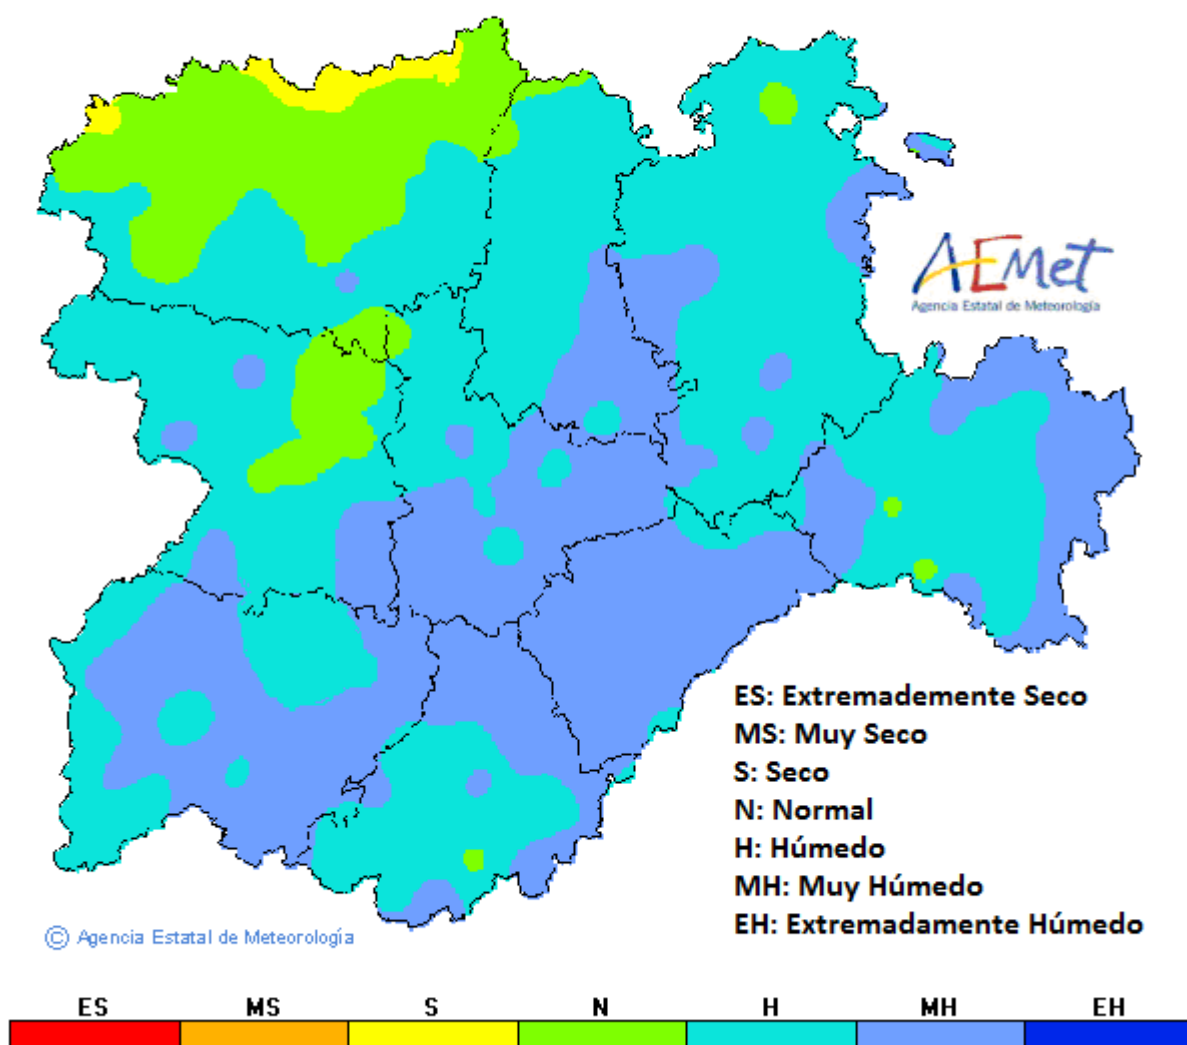 AEMet
Agencia Estatal de Meteorología
ES: Extremademente Seco
MS: Muy Seco
S: Seco
N: Normal
H: Húmedo
MH: Muy Húmedo
EH: Extremadamente Húmedo
© Agencia Estatal de Meteorología
ES MS S N H MH EH